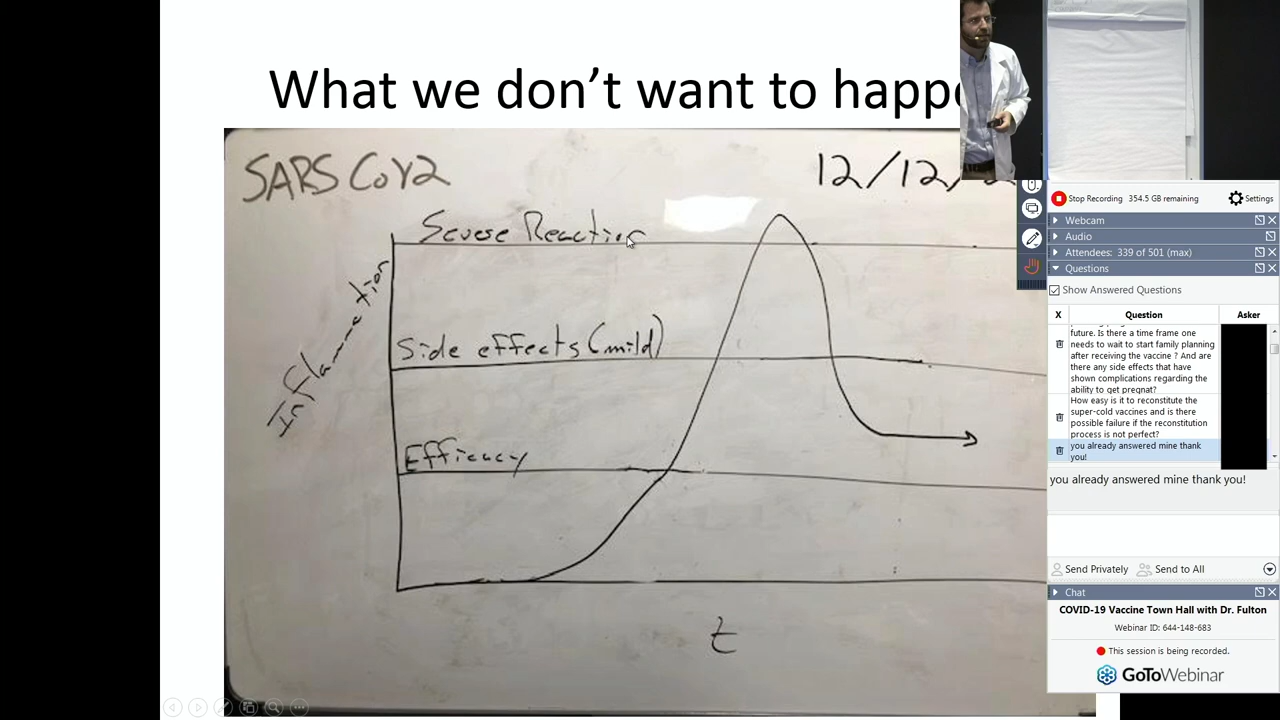 What we don't want to happe
SARS CoV2
12/12/
Severe Reaction
Inflammation
Side effects (mild)
Efficacy
t
Stop Recording 354.5 GB remaining
Settings
Webcam
Audio
Attendees: 339 of 501 (max)
Questions
Show Answered Questions
X Question Asker
future. Is there a time frame one
needs to wait to start family planning
after receiving the vaccine ? And are
there any side effects that have
shown complications regarding the
ability to get pregnat?
How easy is it to reconstitute the
super-cold vaccines and is there
possible failure if the reconstitution
process is not perfect?
you already answered mine thank
you!
you already answered mine thank you!
Send Privately Send to All
Chat
COVID-19 Vaccine Town Hall with Dr. Fulton
Webinar ID: 644-148-683
This session is being recorded.
GoToWebinar